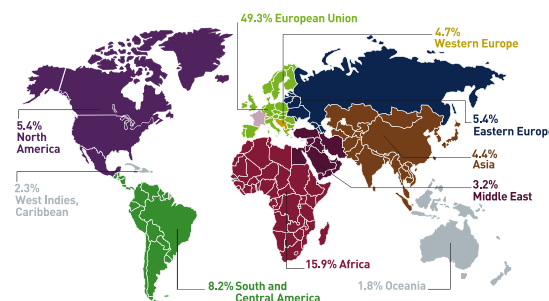 49.3% European Union
4.7%
Western Europe
5.4%
North
America
5.4%
Eastern Europe
4.4%
Asia
2.3%
West Indies,
Caribbean
3.2%
Middle East
15.9% Africa
8.2% South and
Central America
1.8% Oceania